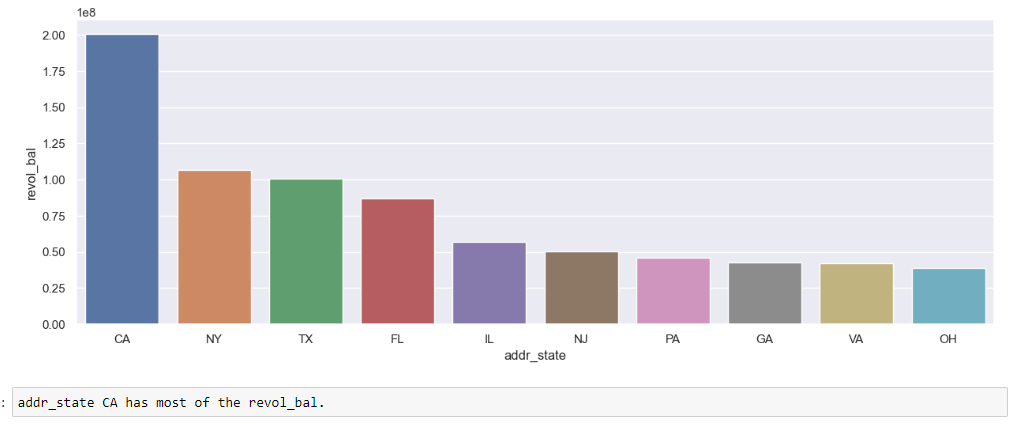 1e8
2.00
1.75
1.50
1.25
1.00
0.75
0.50
0.25
0.00
revol_bal
CA NY TX FL IL NJ PA GA VA OH
addr_state
: addr_state CA has most of the revol_bal.